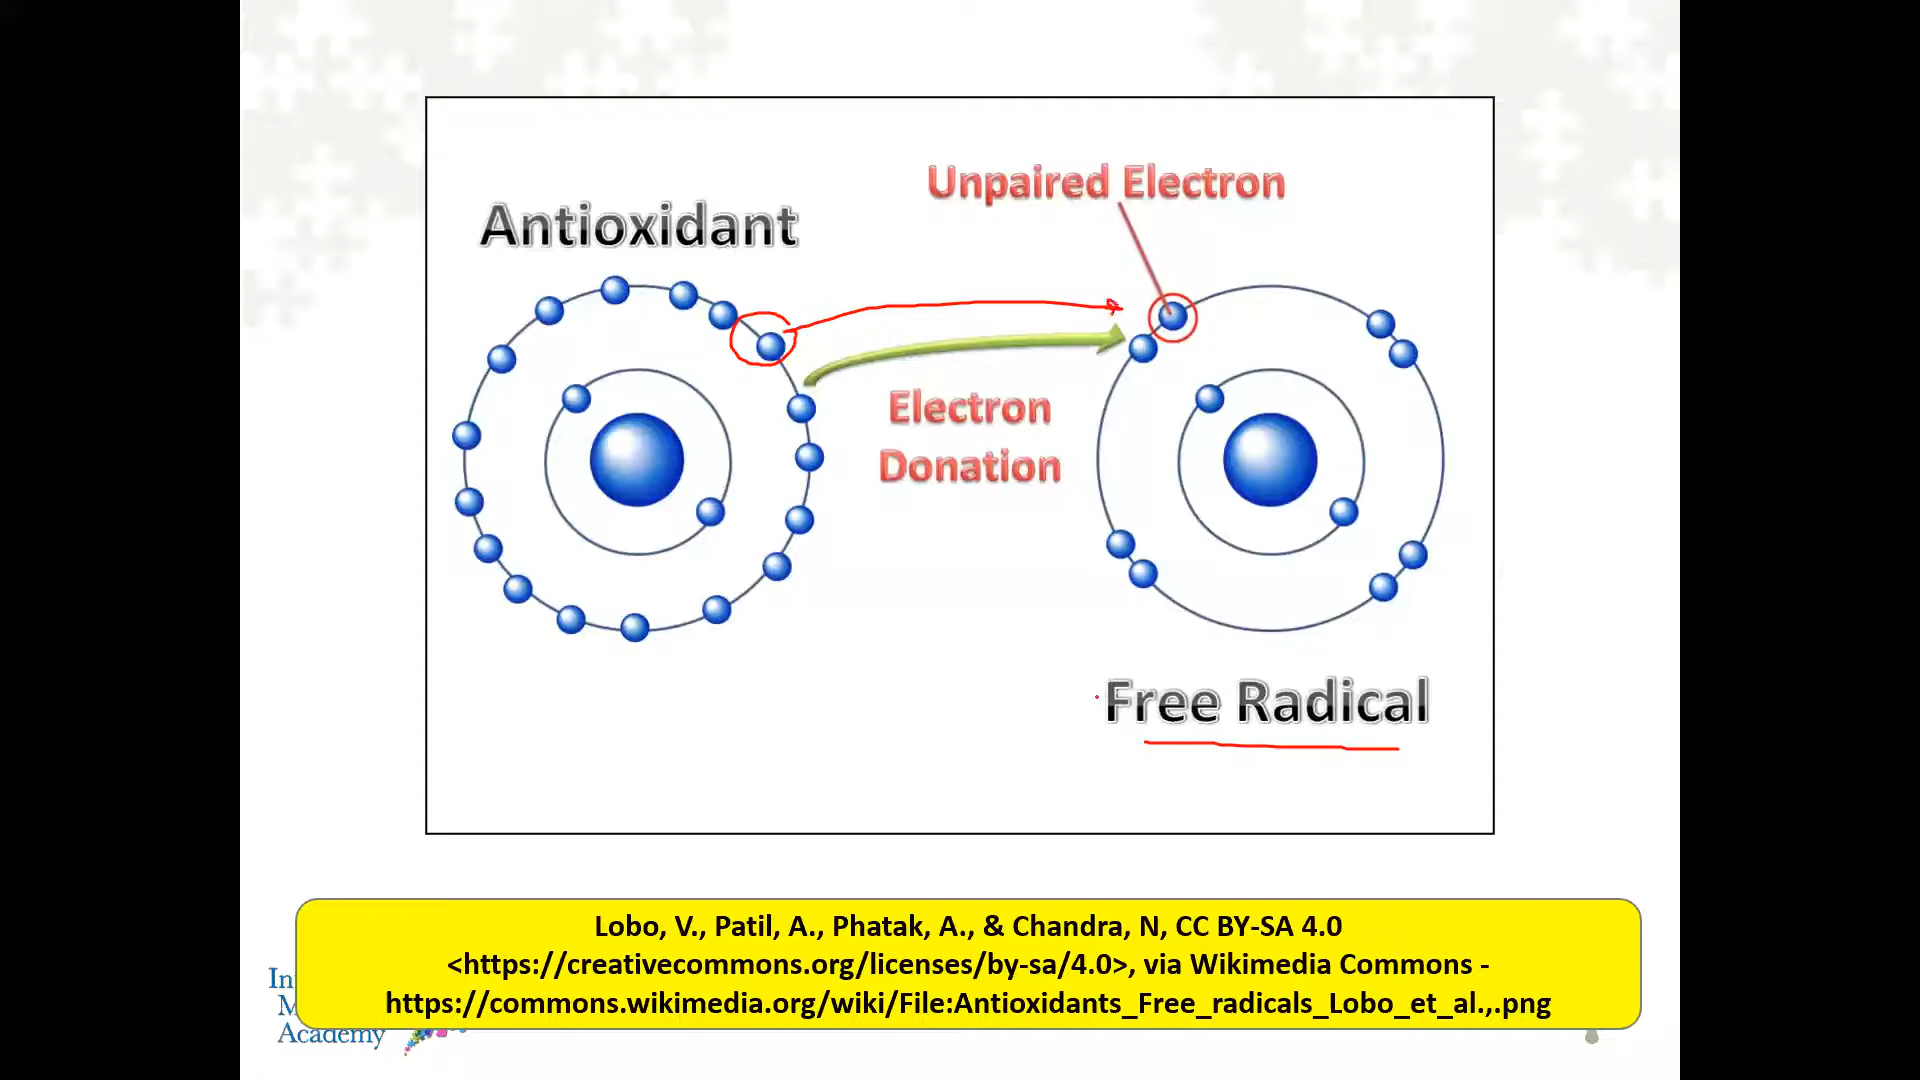 Unpaired Electron
Antioxidant
Electron
Donation
Free Radical
Lobo, V., Patil, A., Phatak, A., & Chandra, N, CC BY-SA 4.0
<https://creativecommons.org/licenses/by-sa/4.0>, via Wikimedia Commons -
https://commons.wikimedia.org/wiki/File:Antioxidants_Free_radicals_Lobo_et_al.,.png
Academy